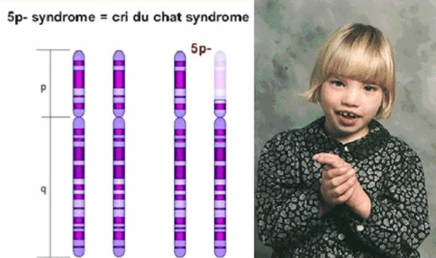 5p- syndrome = cri du chat syndrome
5p-
p
q